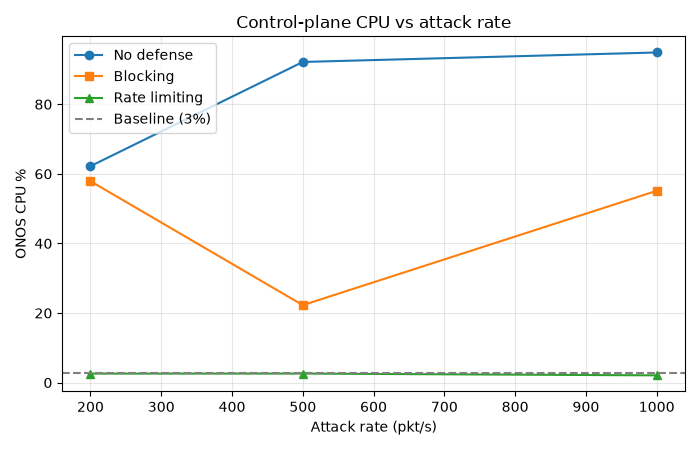 Control-plane CPU vs attack rate
No defense
Blocking
Rate limiting
Baseline (3%)
ONOS CPU %
80
60
40
20
0
200 300 400 500 600 700 800 900 1000
Attack rate (pkt/s)